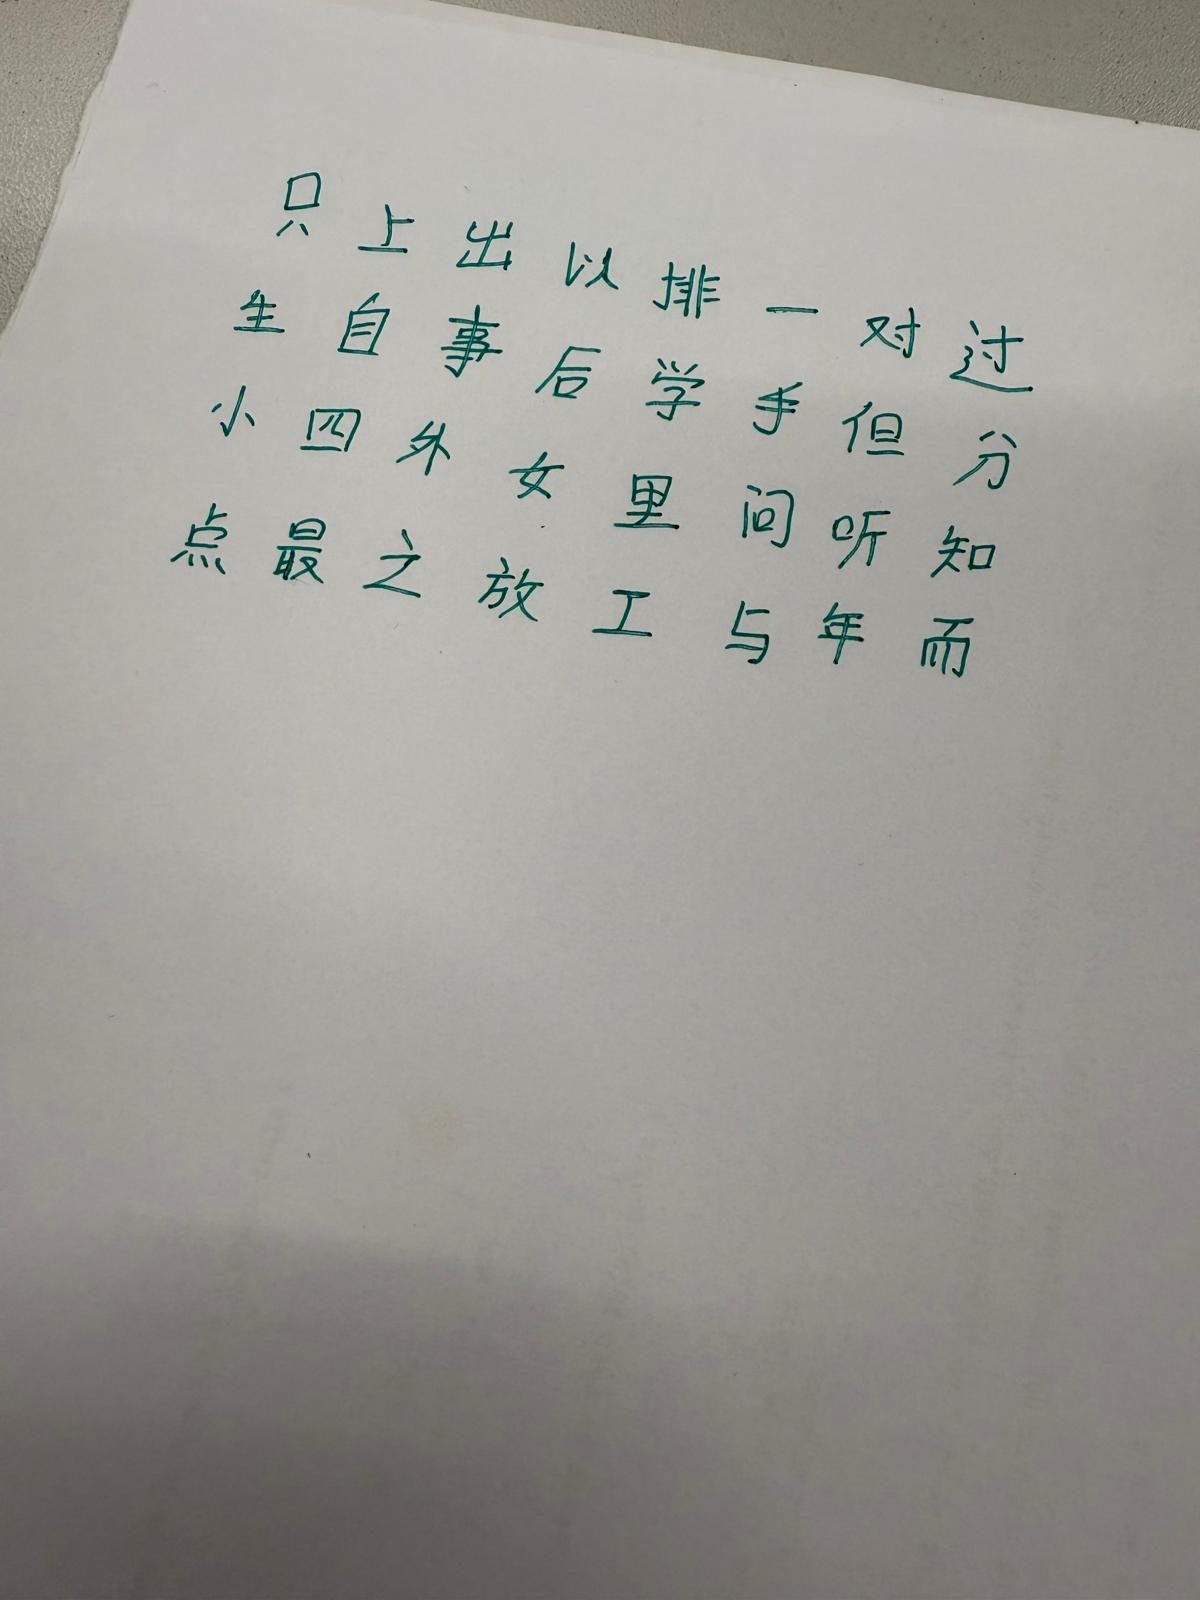 只上出以排一对过
生自事后学手但分
小四外女里问听知
点最之放工与年而